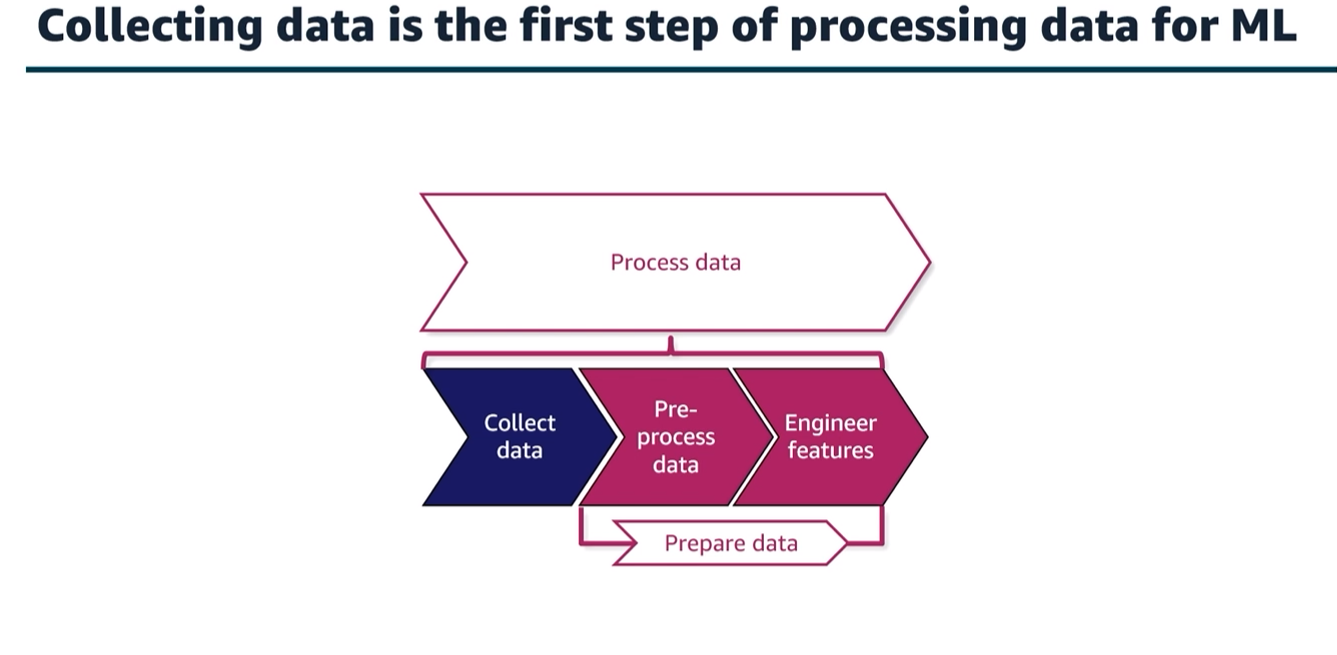 Collecting data is the first step of processing data for ML
Process data
Collect
data
Pre-
process
data
Engineer
features
Prepare data